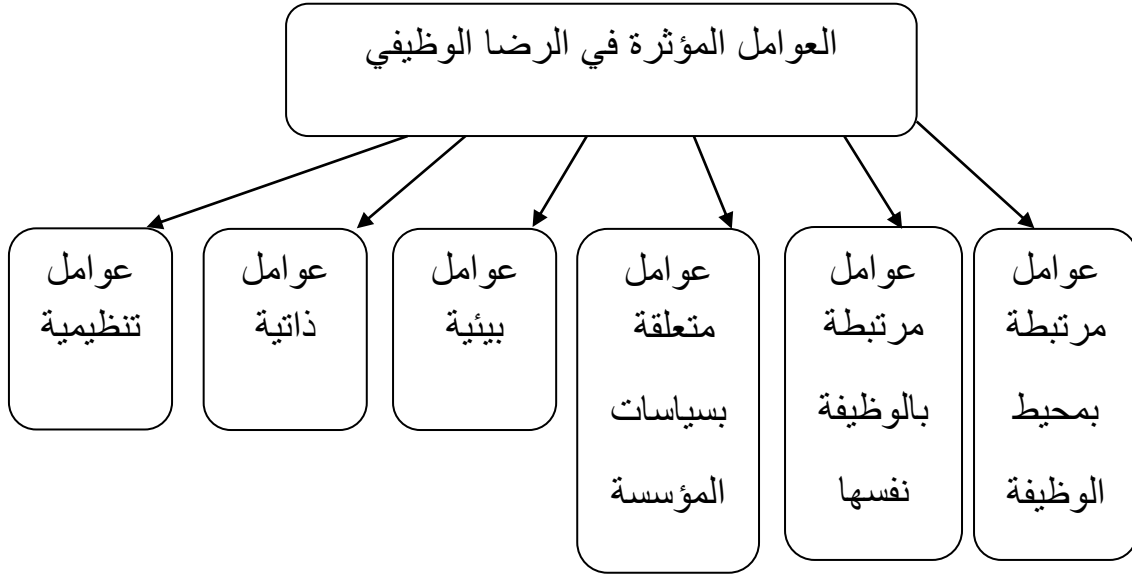 العوامل المؤثرة في الرضا الوظيفي
عوامل
مرتبطة
بمحيط
الوظيفة
عوامل
مرتبطة
بالوظيفة
نفسها
عوامل
متعلقة
بسياسات
المؤسسة
عوامل
بيئية
عوامل
ذاتية
عوامل
تنظيمية